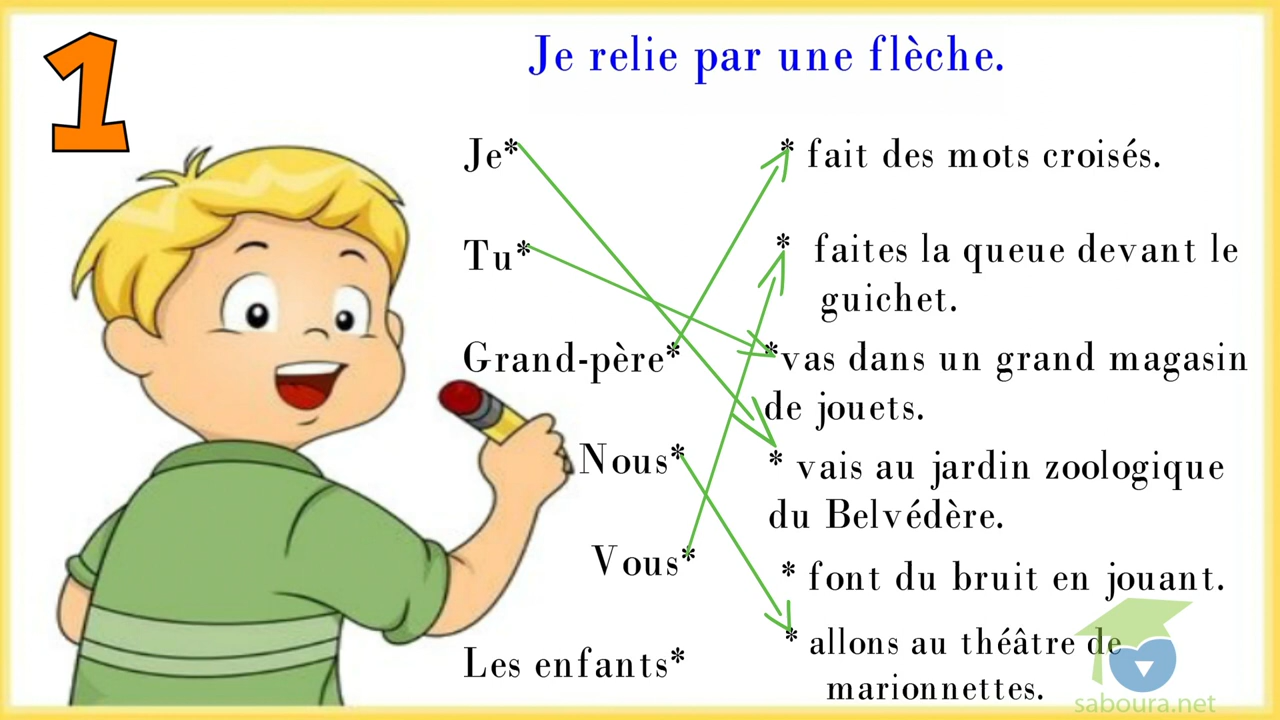 1
Je relie par une flèche.
Je*
* fait des mots croisés.
Tu*
* faites la queue devant le
guichet.
Grand-père*
*vas dans un grand magasin
de jouets.
Nous*
* vais au jardin zoologique
du Belvédère.
Vous*
* font du bruit en jouant.
Les enfants*
* allons au théâtre de
marionnettes.
saboura.net